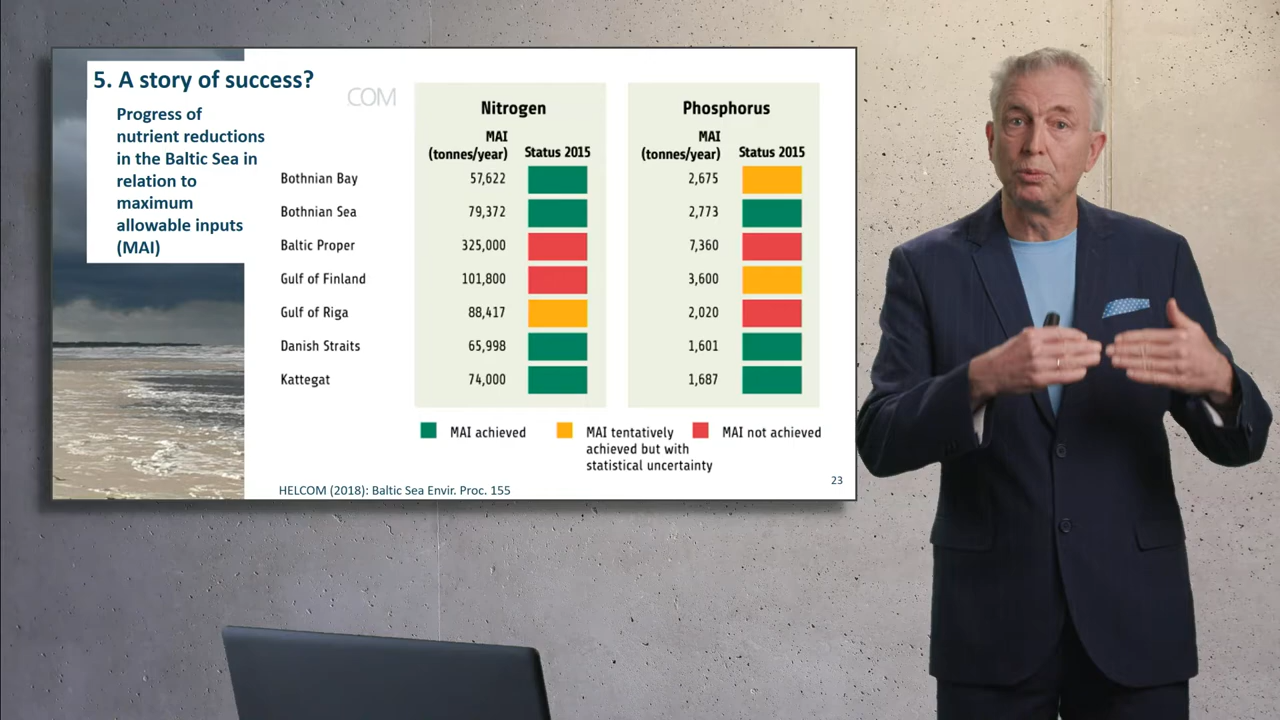 5. A story of success?
Progress of
nutrient reductions
in the Baltic Sea in
relation to
maximum
allowable inputs
(MAI)
COM
Nitrogen
Phosphorus
MAI
(tonnes/year) Status 2015
MAI
(tonnes/year) Status 2015
Bothnian Bay 57,622 2,675
Bothnian Sea 79,372 2,773
Baltic Proper 325,000 7,360
Gulf of Finland 101,800 3,600
Gulf of Riga 88,417 2,020
Danish Straits 65,998 1,601
Kattegat 74,000 1,687
MAI achieved
MAI tentatively
achieved but with
statistical uncertainty
MAI not achieved
HELCOM (2018): Baltic Sea Envir. Proc. 155
23